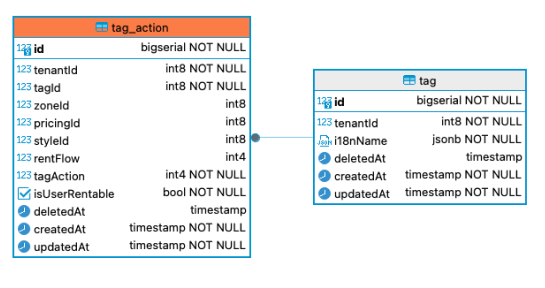 tag_action
123 id bigserial NOT NULL
123 tenantId int8 NOT NULL
123 tagId int8 NOT NULL
123 zoneId int8
123 pricingId int8
123 styleId int8
123 rentFlow int4
123 tagAction int4 NOT NULL
isUserRentable bool NOT NULL
deletedAt timestamp
createdAt timestamp NOT NULL
updatedAt timestamp NOT NULL
tag
123 id bigserial NOT NULL
123 tenantId int8 NOT NULL
i18nName jsonb NOT NULL
deletedAt timestamp
createdAt timestamp NOT NULL
updatedAt timestamp NOT NULL